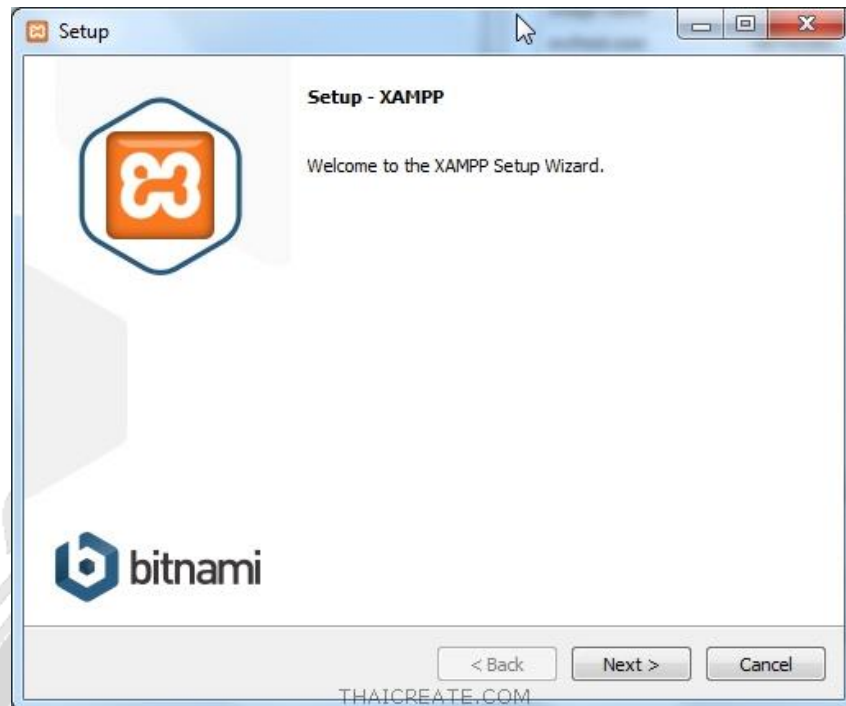 Setup
Setup - XAMPP
Welcome to the XAMPP Setup Wizard.
bitnami
< Back
Next >
Cancel
THAICREATE.COM